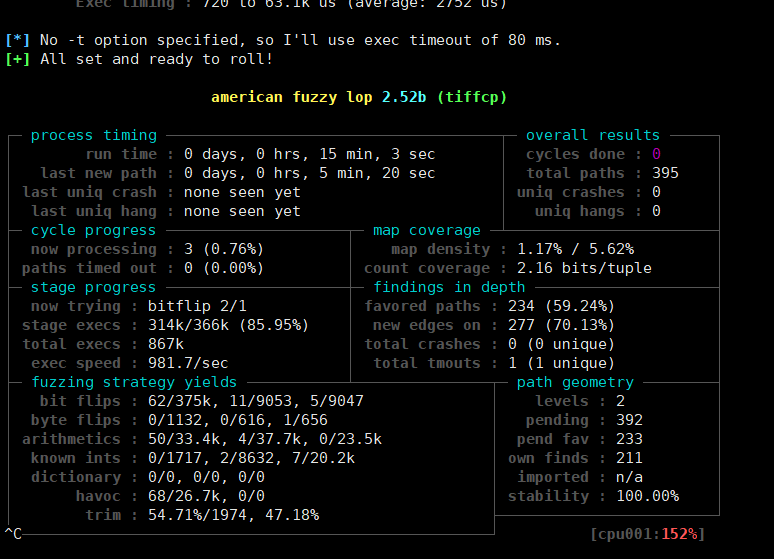 Exec timing : 720 to 63.1k us (average: 2752 us)
[*] No -t option specified, so I'll use exec timeout of 80 ms.
[+] All set and ready to roll!
american fuzzy lop 2.52b (tiffcp)
process timing overall results
run time : 0 days, 0 hrs, 15 min, 3 sec cycles done : 0
last new path : 0 days, 0 hrs, 5 min, 20 sec total paths : 395
last uniq crash : none seen yet uniq crashes : 0
last uniq hang : none seen yet uniq hangs : 0
cycle progress map coverage
now processing : 3 (0.76%) map density : 1.17% / 5.62%
paths timed out : 0 (0.00%) count coverage : 2.16 bits/tuple
stage progress findings in depth
now trying : bitflip 2/1 favored paths : 234 (59.24%)
stage execs : 314k/366k (85.95%) new edges on : 277 (70.13%)
total execs : 867k total crashes : 0 (0 unique)
exec speed : 981.7/sec total tmouts : 1 (1 unique)
fuzzing strategy yields path geometry
bit flips : 62/375k, 11/9053, 5/9047 levels : 2
byte flips : 0/1132, 0/616, 1/656 pending : 392
arithmetics : 50/33.4k, 4/37.7k, 0/23.5k pend fav : 233
known ints : 0/1717, 2/8632, 7/20.2k own finds : 211
dictionary : 0/0, 0/0, 0/0 imported : n/a
havoc : 68/26.7k, 0/0 stability : 100.00%
trim : 54.71%/1974, 47.18%
^C [cpu001:152%]